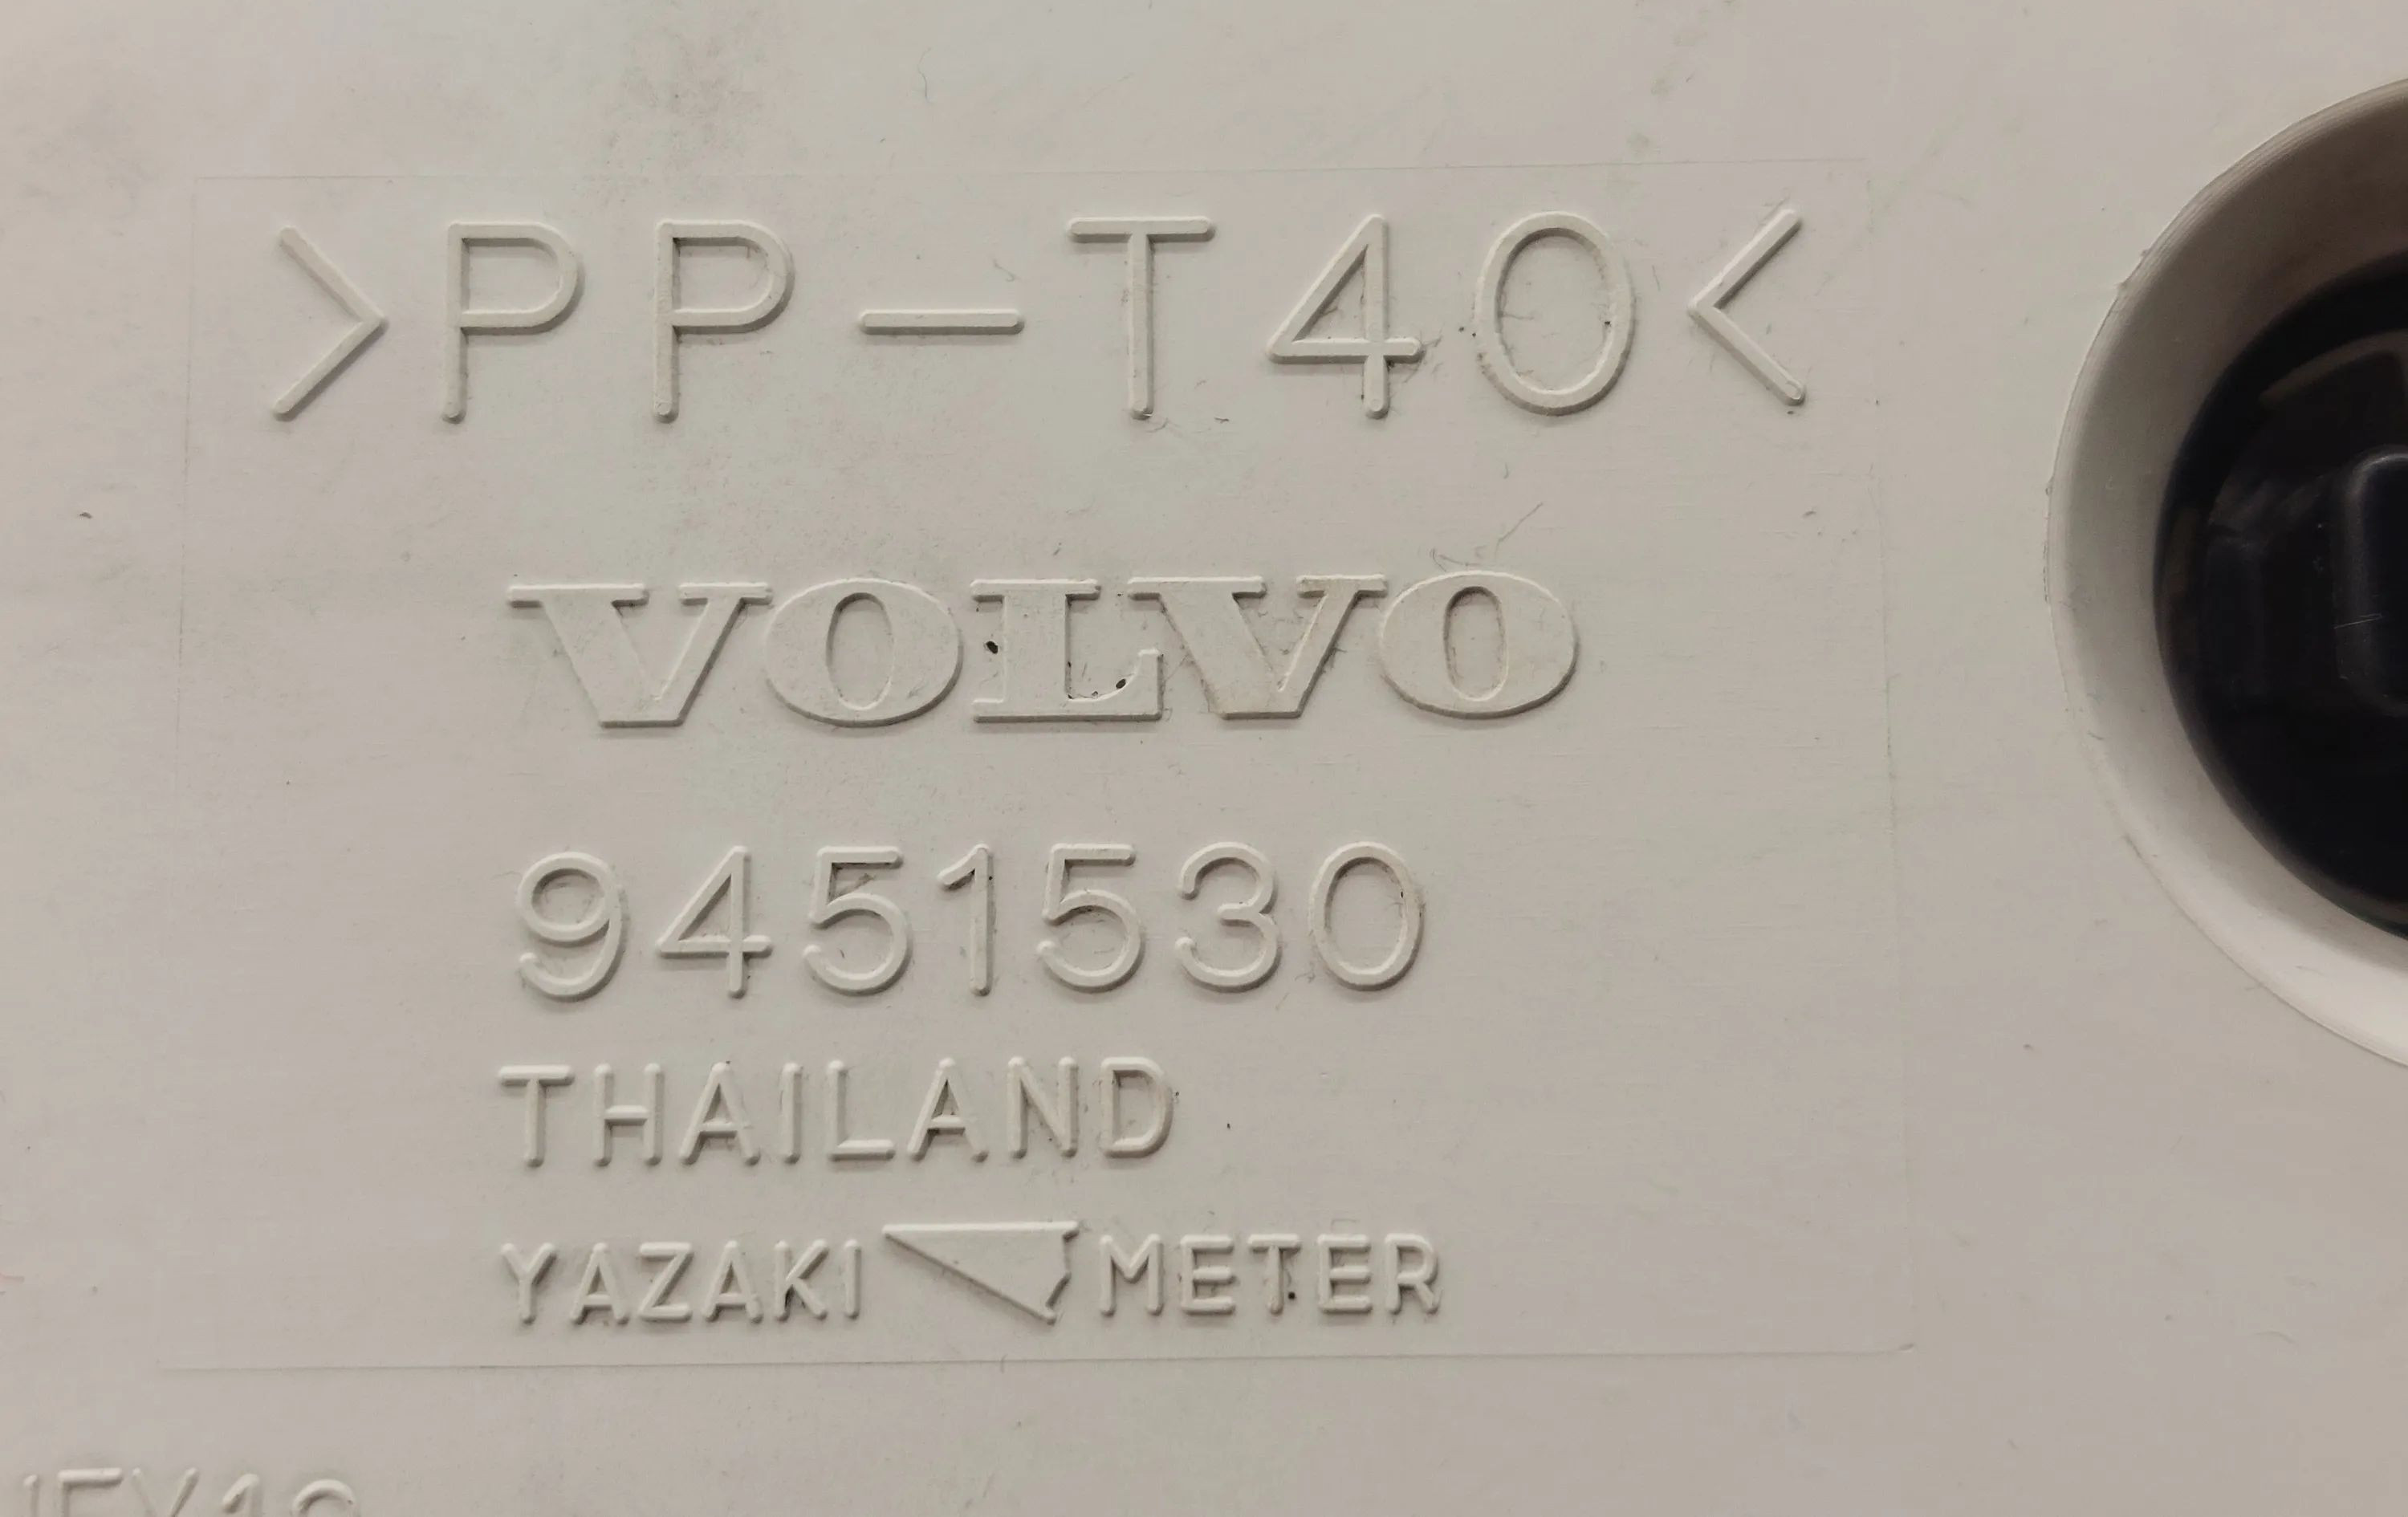 >PP-T40<
VOLVO
9451530
THAILAND
YAZAKI METER